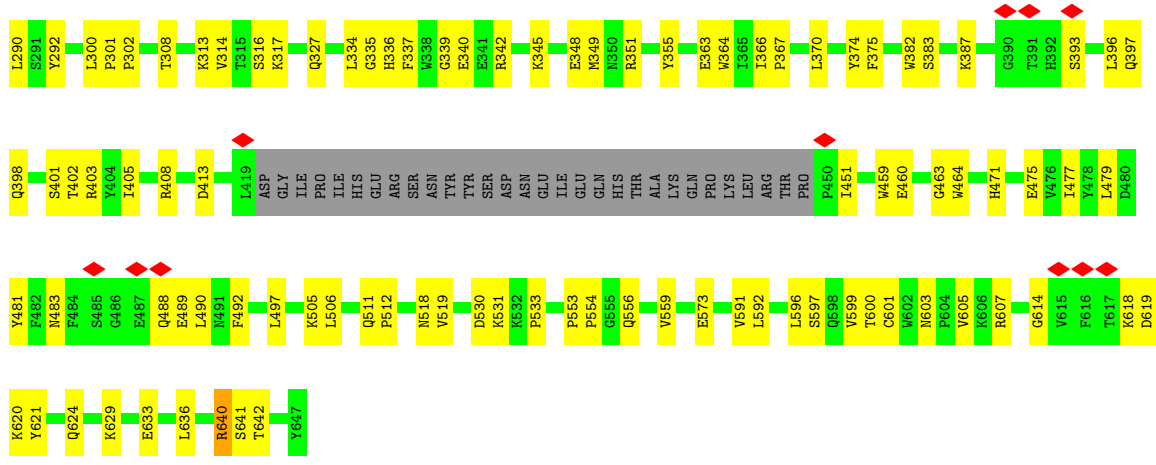 L290 S291 Y292 L300 P301 P302 T308 K313 V314 T315 S316 K317 Q327 L334 G335 H336 F337 W338 G339 E340 E341 R342 K345 E348 M349 N350 R351 Y355 E363 W364 I365 I366 P367 L370 Y374 F375 W382 S383 K387 G390 T391 H392 S393 L396 Q397
Q398 S401 T402 R403 Y404 I405 R408 D413 L419 ASP GLY ILE PRO ILE HIS GLU ARG SER ASN TYR TYR SER ASP ASN GLU ILE GLU GLN HIS THR ALA LYS GLN PRO LYS LEU ARG THR PRO P450 I451 W459 E460 G463 W464 H471 E475 V476 I477 Y478 L479 D480
Y481 F482 N483 F484 S485 G486 E487 Q488 E489 L490 N491 F492 L497 K505 L506 Q511 P512 N518 V519 D530 K531 K532 P533 P553 P554 G555 Q556 V559 E573 V591 L592 L596 S597 Q598 V599 T600 C601 W602 N603 P604 V605 K606 R607 G614 V615 F616 T617 K618 D619
K620 Y621 Q624 K629 E633 L636 R640 S641 T642 Y647